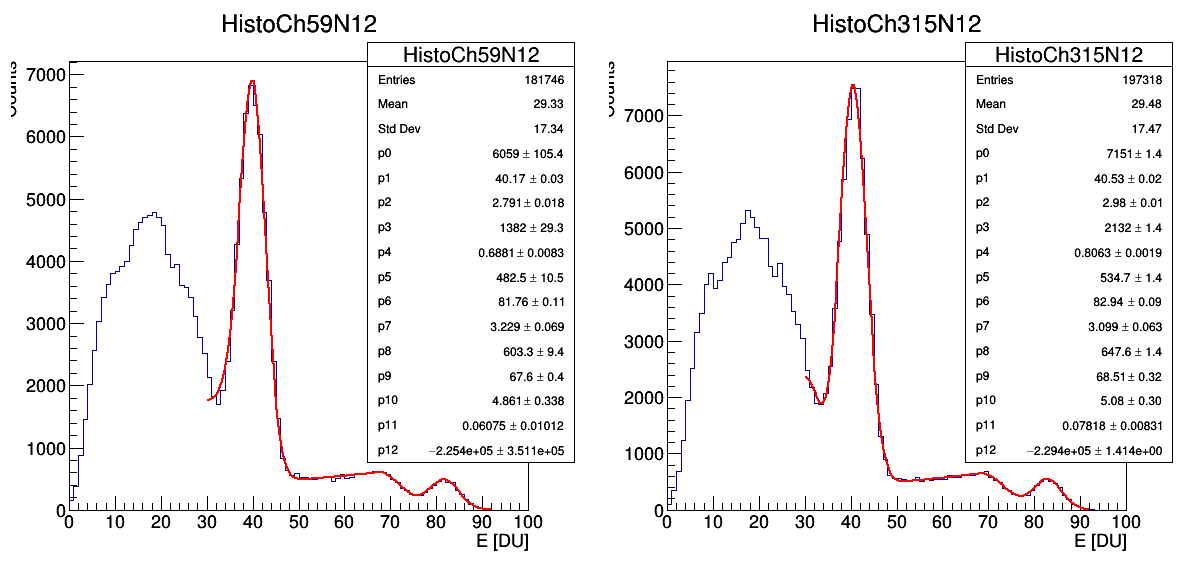 HistoCh59N12
HistoCh59N12
Entries 181746
Mean 29.33
Std Dev 17.34
p0 6059 ± 105.4
p1 40.17 ± 0.03
p2 2.791 ± 0.018
p3 1382 ± 29.3
p4 0.6881 ± 0.0083
p5 482.5 ± 10.5
p6 81.76 ± 0.11
p7 3.229 ± 0.069
p8 603.3 ± 9.4
p9 67.6 ± 0.4
p10 4.861 ± 0.338
p11 0.06075 ± 0.01012
p12 −2.254e+05 ± 3.511e+05
7000
6000
5000
4000
3000
2000
1000
0
0 10 20 30 40 50 60 70 80 90 100
E [DU]
HistoCh315N12
HistoCh315N12
Entries 197318
Mean 29.48
Std Dev 17.47
p0 7151 ± 1.4
p1 40.53 ± 0.02
p2 2.98 ± 0.01
p3 2132 ± 1.4
p4 0.8063 ± 0.0019
p5 534.7 ± 1.4
p6 82.94 ± 0.09
p7 3.099 ± 0.063
p8 647.6 ± 1.4
p9 68.51 ± 0.32
p10 5.08 ± 0.30
p11 0.07818 ± 0.00831
p12 −2.294e+05 ± 1.414e+00
7000
6000
5000
4000
3000
2000
1000
0
0 10 20 30 40 50 60 70 80 90 100
E [DU]